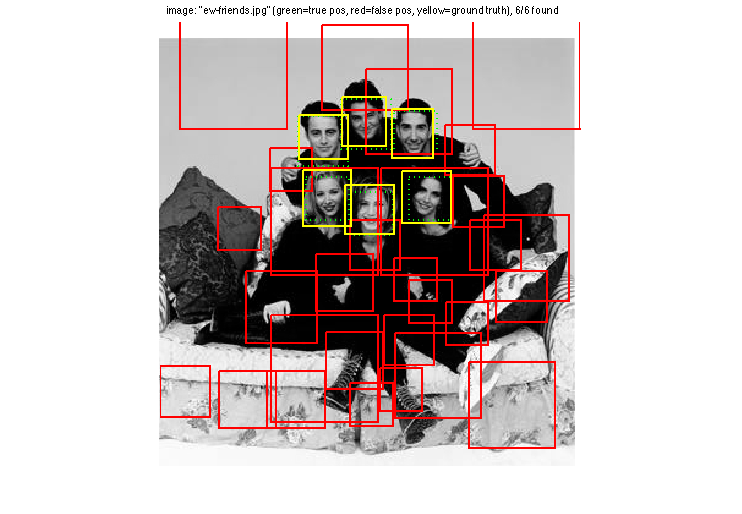 image: "ew-friends.jpg" (green=true pos, red=false pos, yellow=ground truth), 6/6 found